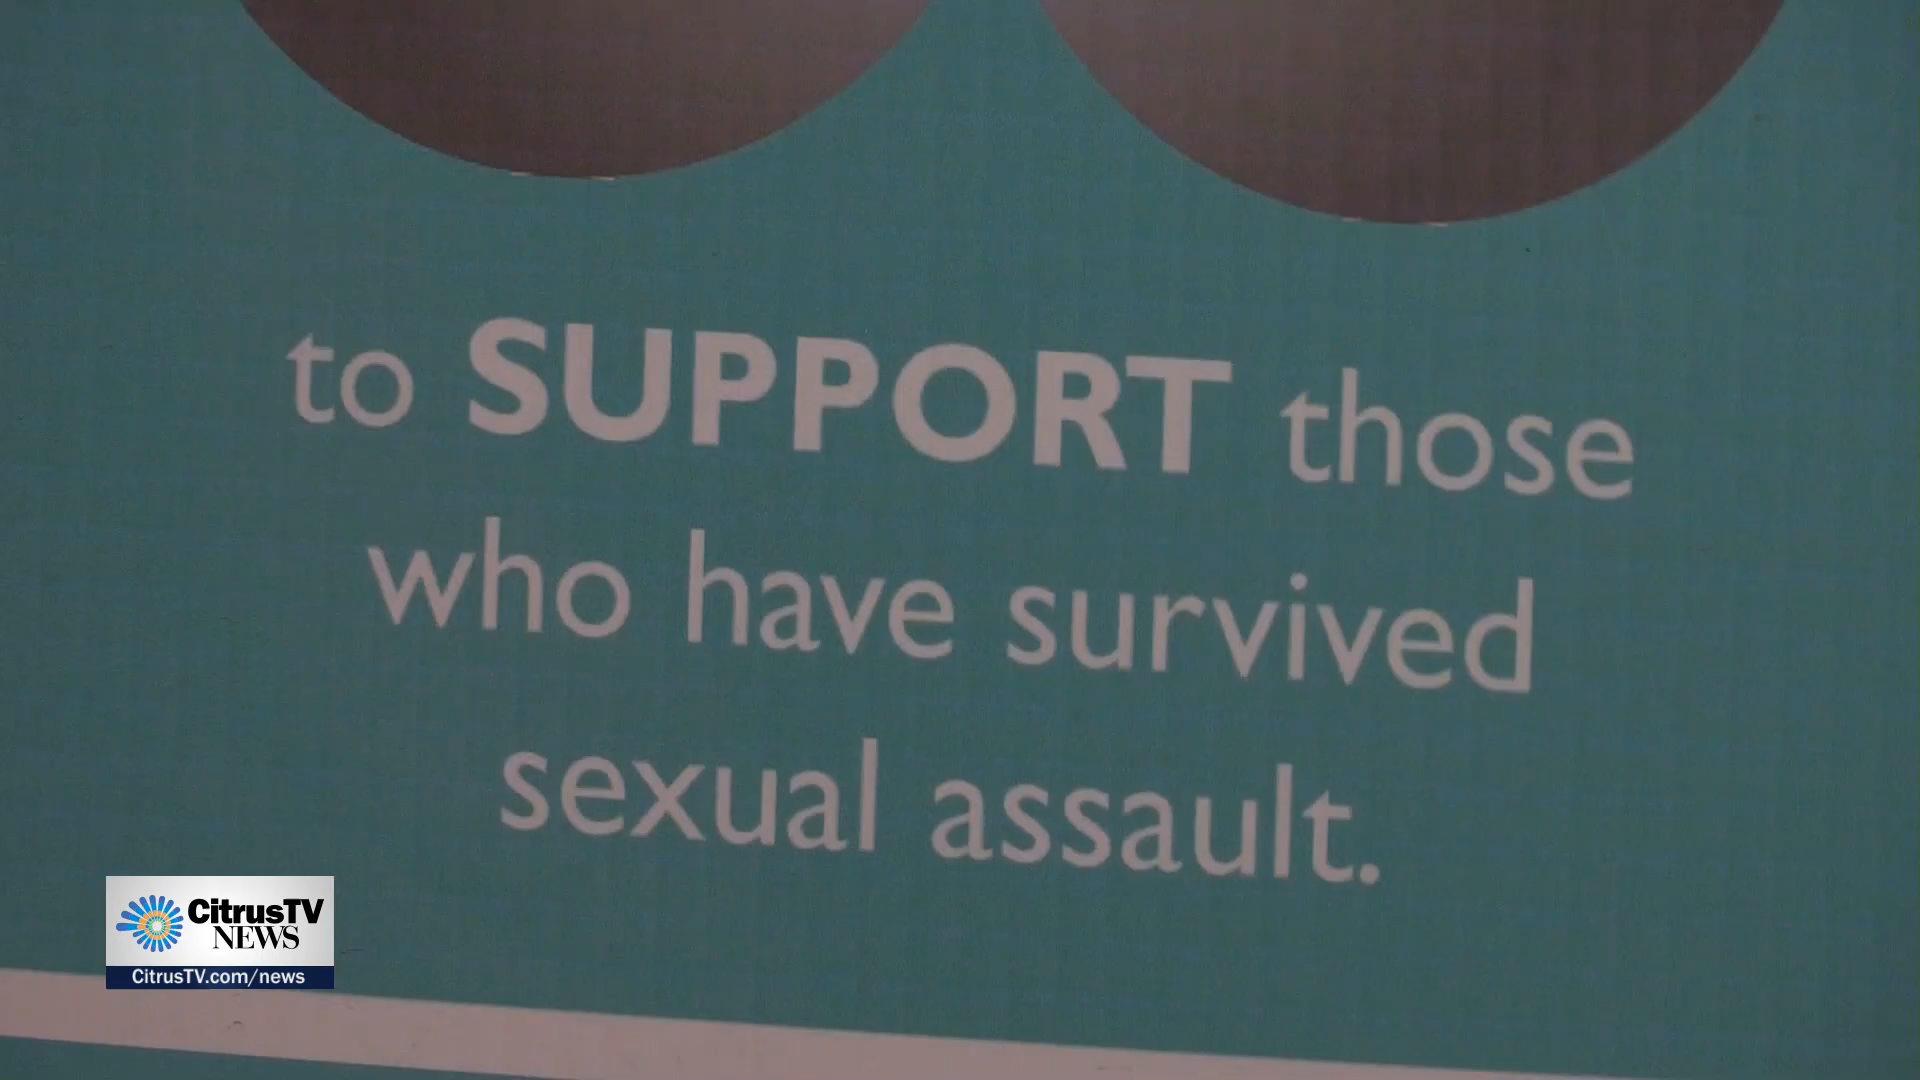 to SUPPORT those
who have survived
sexual assault.
CitrusTV
NEWS
CitrusTV.com/news